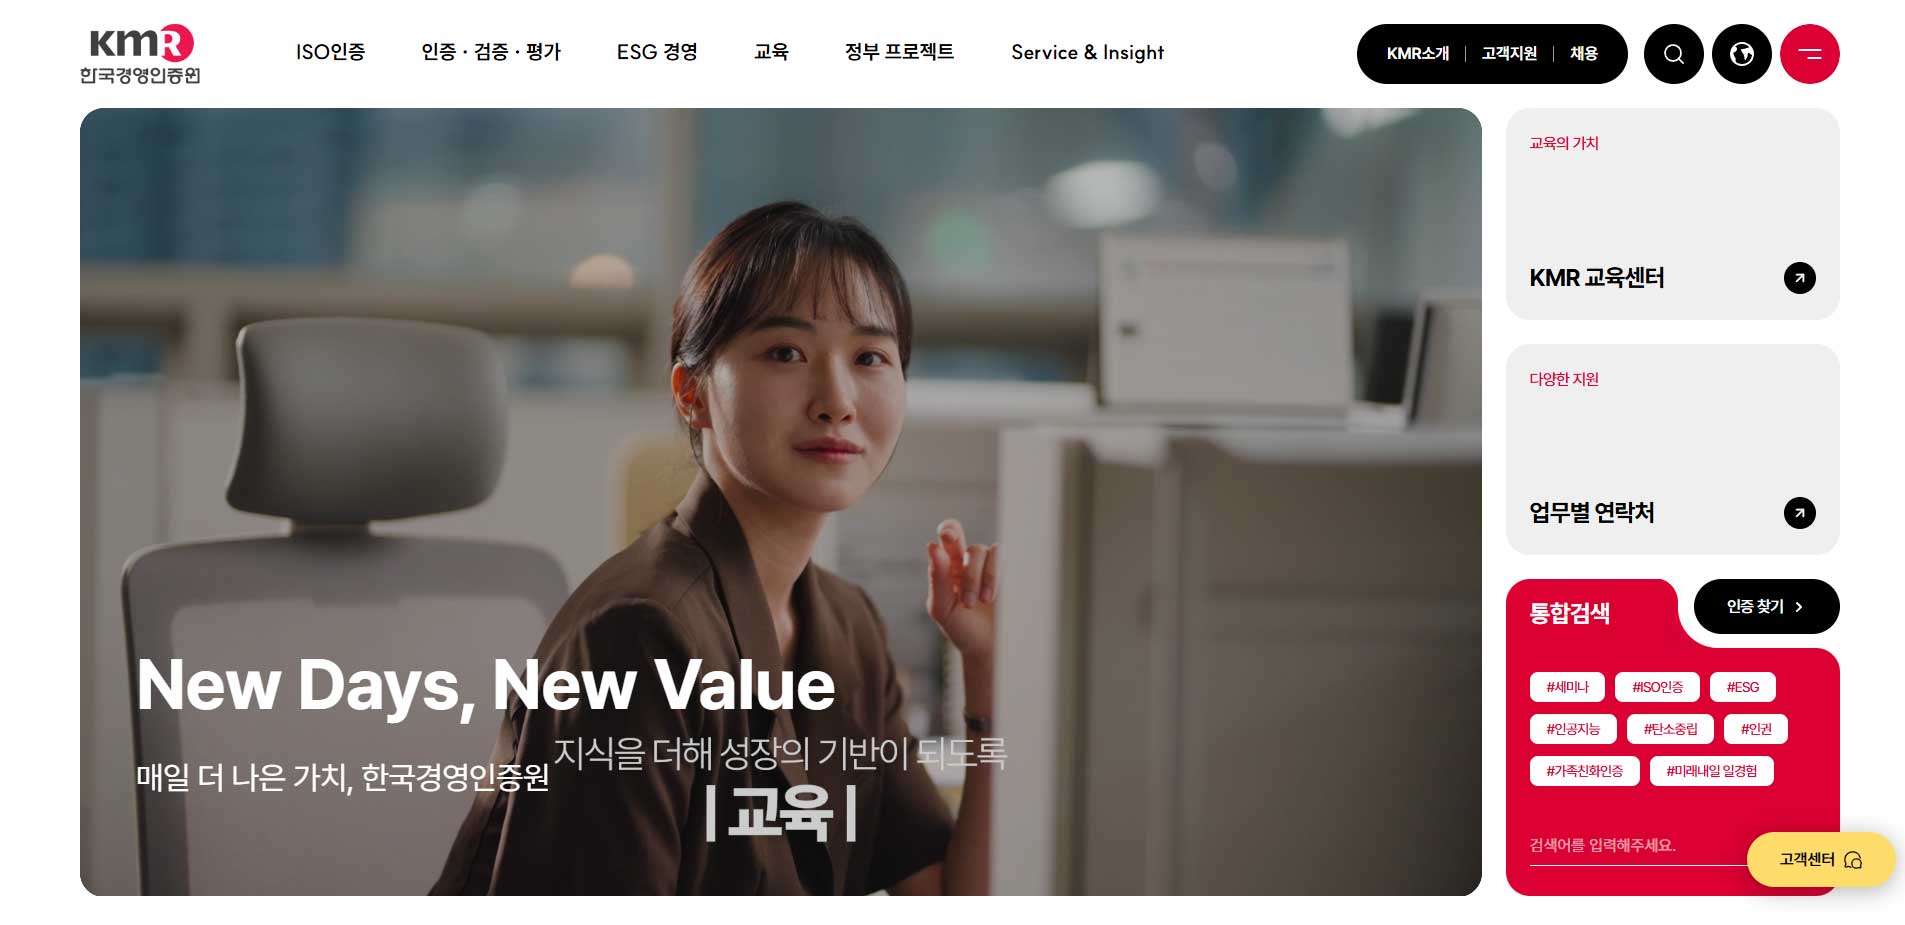 KMR
한국경영인증원
ISO인증
인증 · 검증 · 평가
ESG 경영
교육
정부 프로젝트
Service & Insight
KMR소개
고객지원
채용
New Days, New Value
매일 더 나은 가치, 한국경영인증원
지식을 더해 성장의 기반이 되도록
| 교육 |
교육의 가치
KMR 교육센터
다양한 지원
업무별 연락처
통합검색
인증 찾기
#세미나 #ISO인증 #ESG
#인공지능 #탄소중립 #인권
#가족친화인증 #미래내일 일경험
검색어를 입력해주세요.
고객센터